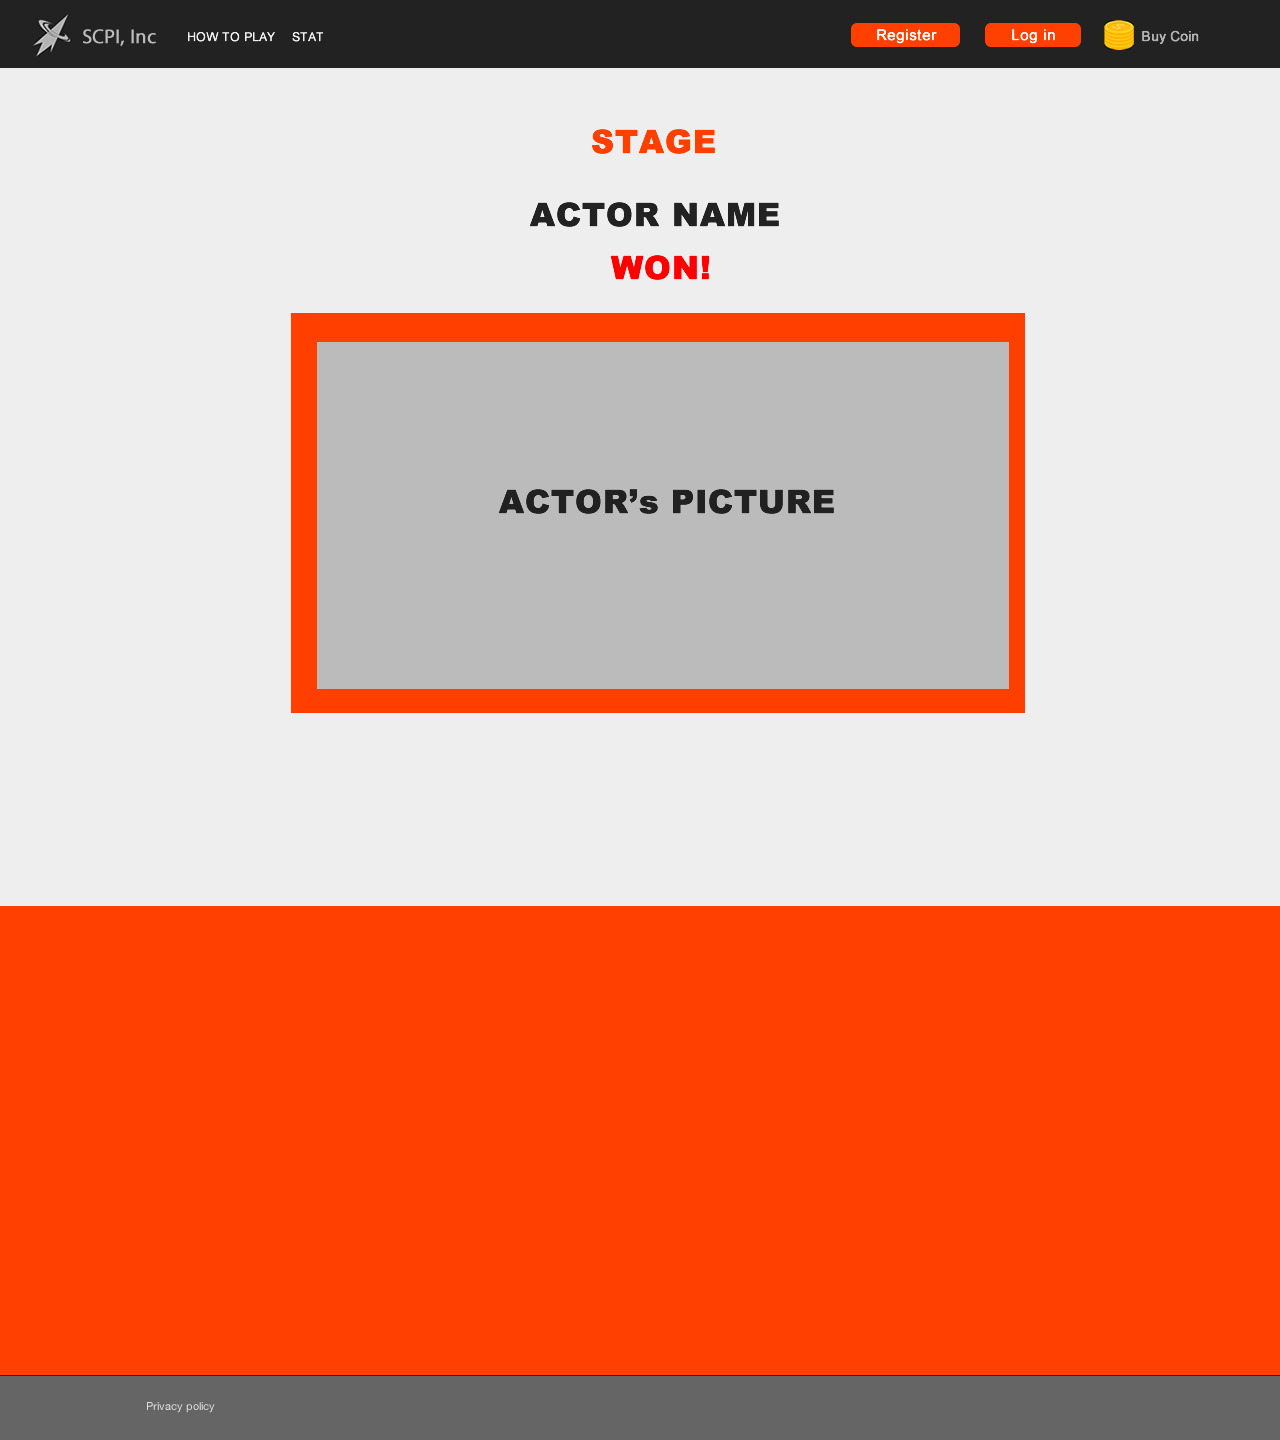 SCPI, Inc
HOW TO PLAY
STAT
Register
Log in
Buy Coin
STAGE
ACTOR NAME
WON!
ACTOR’s PICTURE
Privacy policy